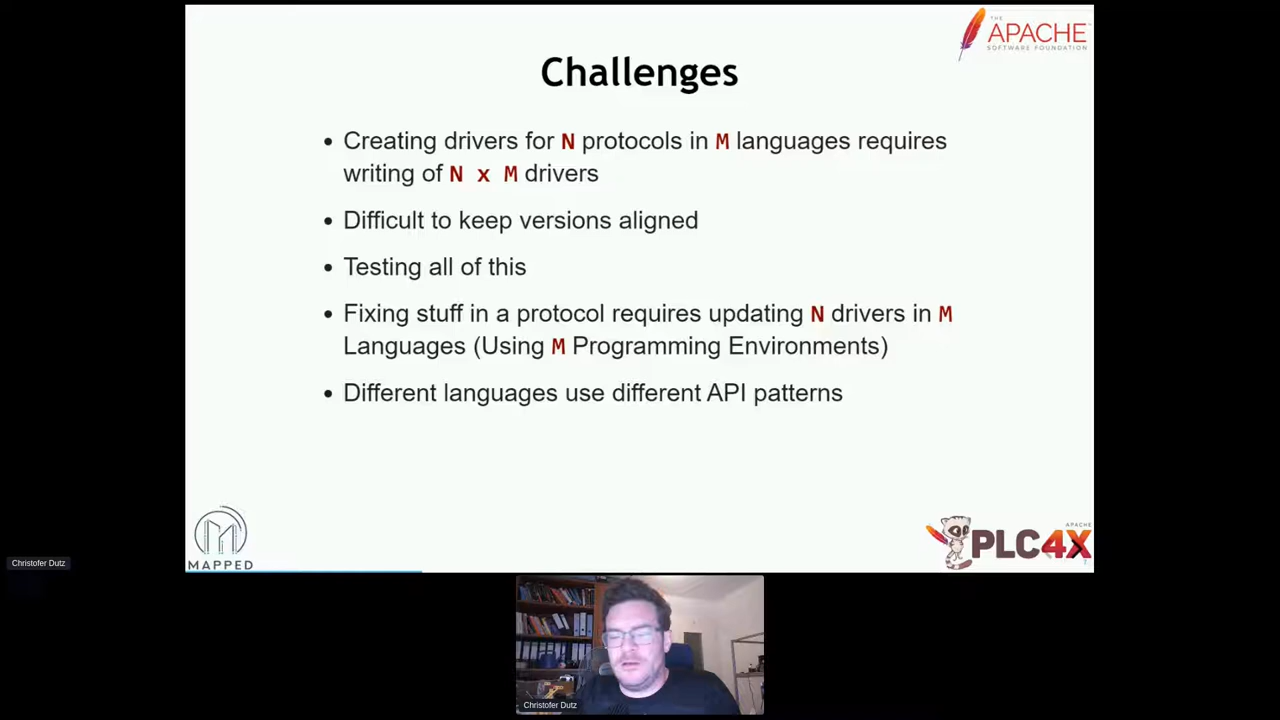 THE
APACHE
SOFTWARE FOUNDATION
Challenges
• Creating drivers for N protocols in M languages requires
writing of N x M drivers
• Difficult to keep versions aligned
• Testing all of this
• Fixing stuff in a protocol requires updating N drivers in M
Languages (Using M Programming Environments)
• Different languages use different API patterns
MAPPED
APACHE
PLC4X
Christofer Dutz
Christofer Dutz